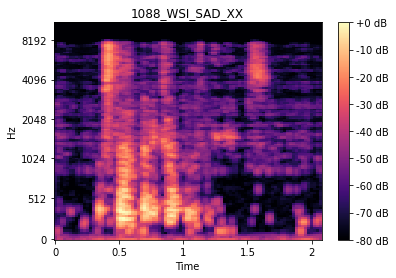 1088_WSI_SAD_XX
Hz
8192
4096
2048
1024
512
0
0
0.5
1
1.5
2
Time
+0 dB
-10 dB
-20 dB
-30 dB
-40 dB
-50 dB
-60 dB
-70 dB
-80 dB